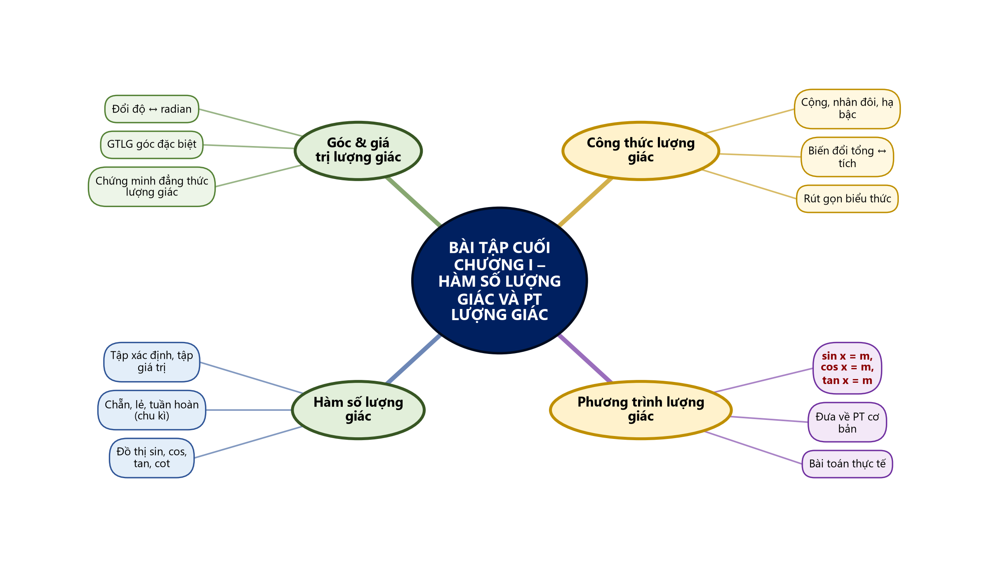 Đổi độ ↔ radian
GTLG góc đặc biệt
Chứng minh đẳng thức
lượng giác
Góc & giá
trị lượng giác
Công thức lượng
giác
Cộng, nhân đôi, hạ
bậc
Biến đổi tổng ↔
tích
Rút gọn biểu thức
BÀI TẬP CUỐI
CHƯƠNG I –
HÀM SỐ LƯỢNG
GIÁC VÀ PT
LƯỢNG GIÁC
Tập xác định, tập
giá trị
Chẵn, lẻ, tuần hoàn
(chu kì)
Đồ thị sin, cos,
tan, cot
Hàm số lượng
giác
Phương trình lượng
giác
sin x = m,
cos x = m,
tan x = m
Đưa về PT cơ
bản
Bài toán thực tế